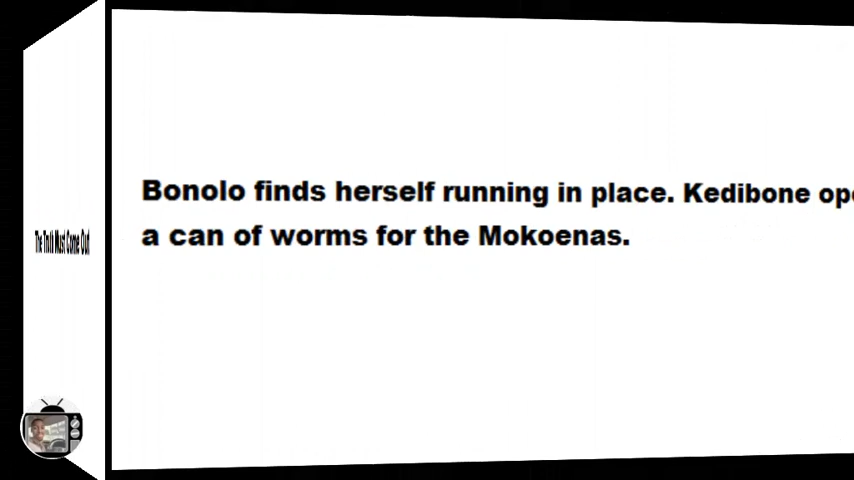 The Truth Must Come Out
Bonolo finds herself running in place. Kedibone ope
a can of worms for the Mokoenas.